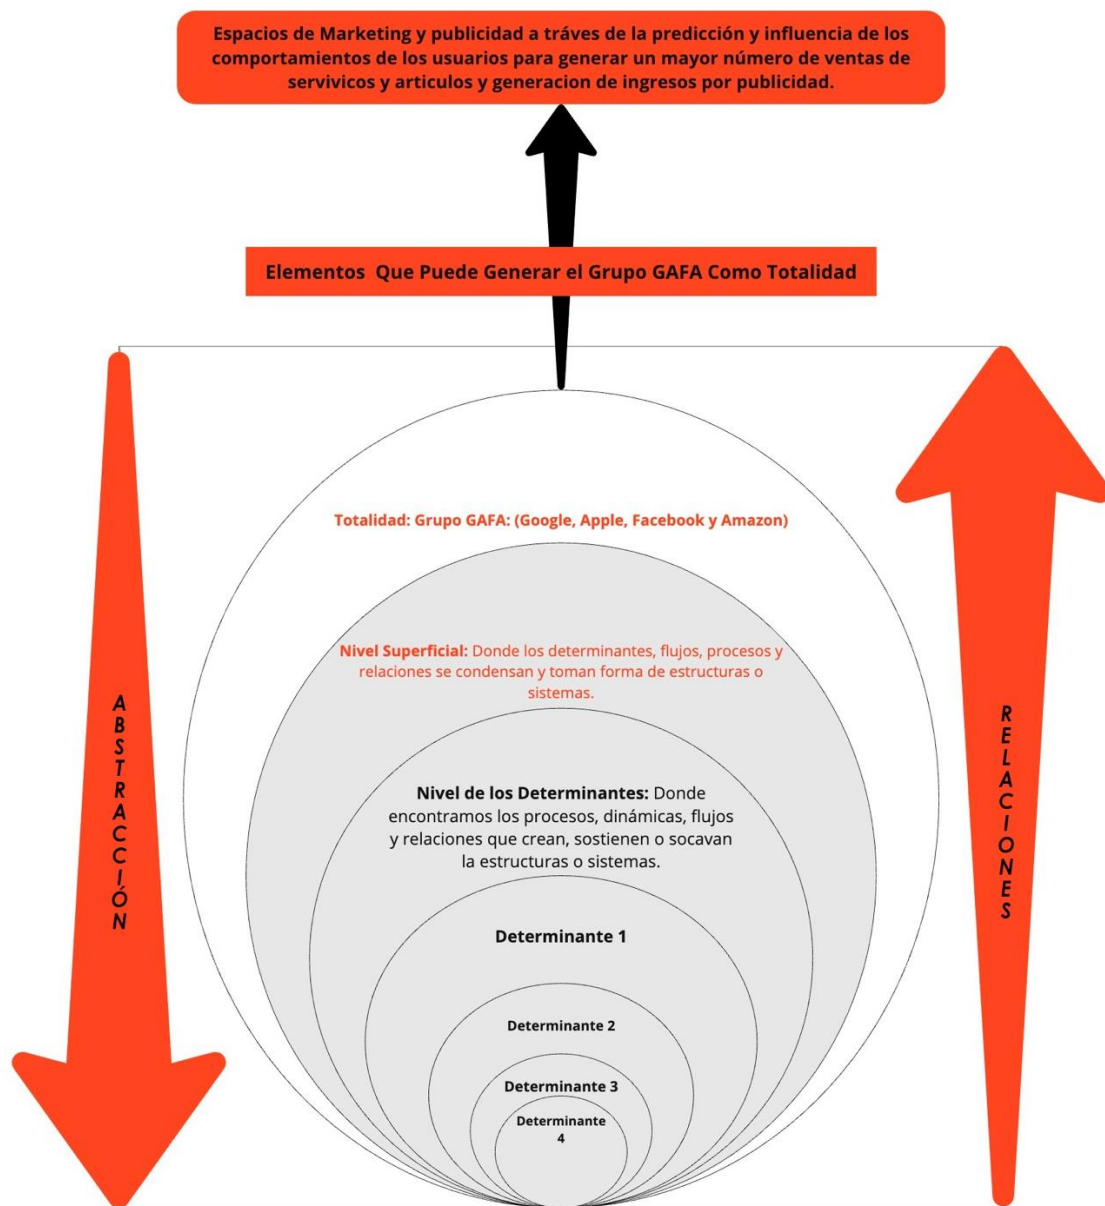 Espacios de Marketing y publicidad a tráves de la predicción y influencia de los
comportamientos de los usuarios para generar un mayor número de ventas de
servivicos y articulos y generacion de ingresos por publicidad.
Elementos Que Puede Generar el Grupo GAFA Como Totalidad
Totalidad: Grupo GAFA: (Google, Apple, Facebook y Amazon)
Nivel Superficial: Donde los determinantes, flujos, procesos y
relaciones se condensan y toman forma de estructuras o
sistemas.
ABSTRACCIÓN
RELACIONES
Nivel de los Determinantes: Donde
encontramos los procesos, dinámicas, flujos
y relaciones que crean, sostienen o socavan
la estructuras o sistemas.
Determinante 1
Determinante 2
Determinante 3
Determinante
4